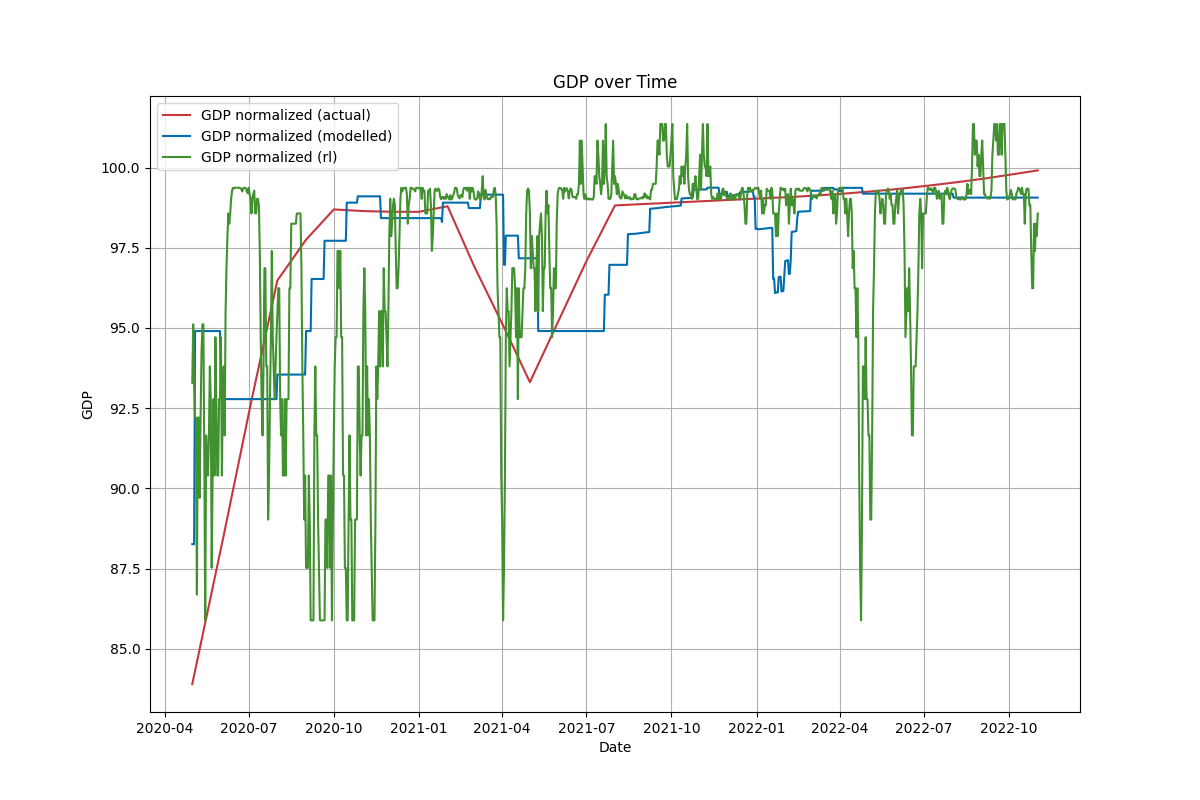 GDP over Time
GDP normalized (actual)
GDP normalized (modelled)
GDP normalized (rl)
100.0
97.5
95.0
92.5
90.0
87.5
85.0
GDP
2020-04 2020-07 2020-10 2021-01 2021-04 2021-07 2021-10 2022-01 2022-04 2022-07 2022-10
Date